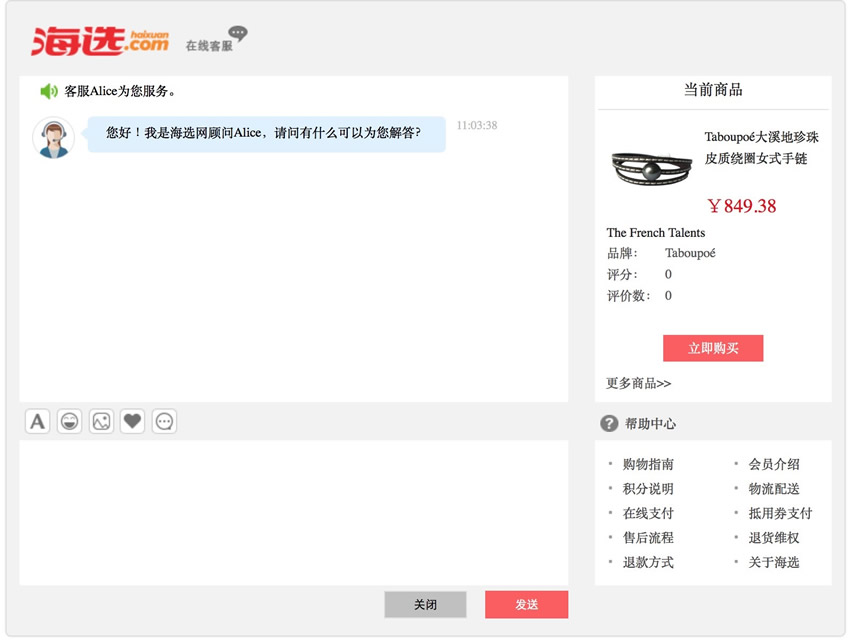 海选 haixuan .com 在线客服
客服Alice为您服务。
您好！我是海选网顾问Alice，请问有什么可以为您解答?
11:03:38
A
关闭
发送
当前商品
Taboupoé大溪地珍珠
皮质绕圈女式手链
￥849.38
The French Talents
品牌： Taboupoé
评分： 0
评价数： 0
立即购买
更多商品>>
? 帮助中心
• 购物指南 • 会员介绍
• 积分说明 • 物流配送
• 在线支付 • 抵用券支付
• 售后流程 • 退货维权
• 退款方式 • 关于海选